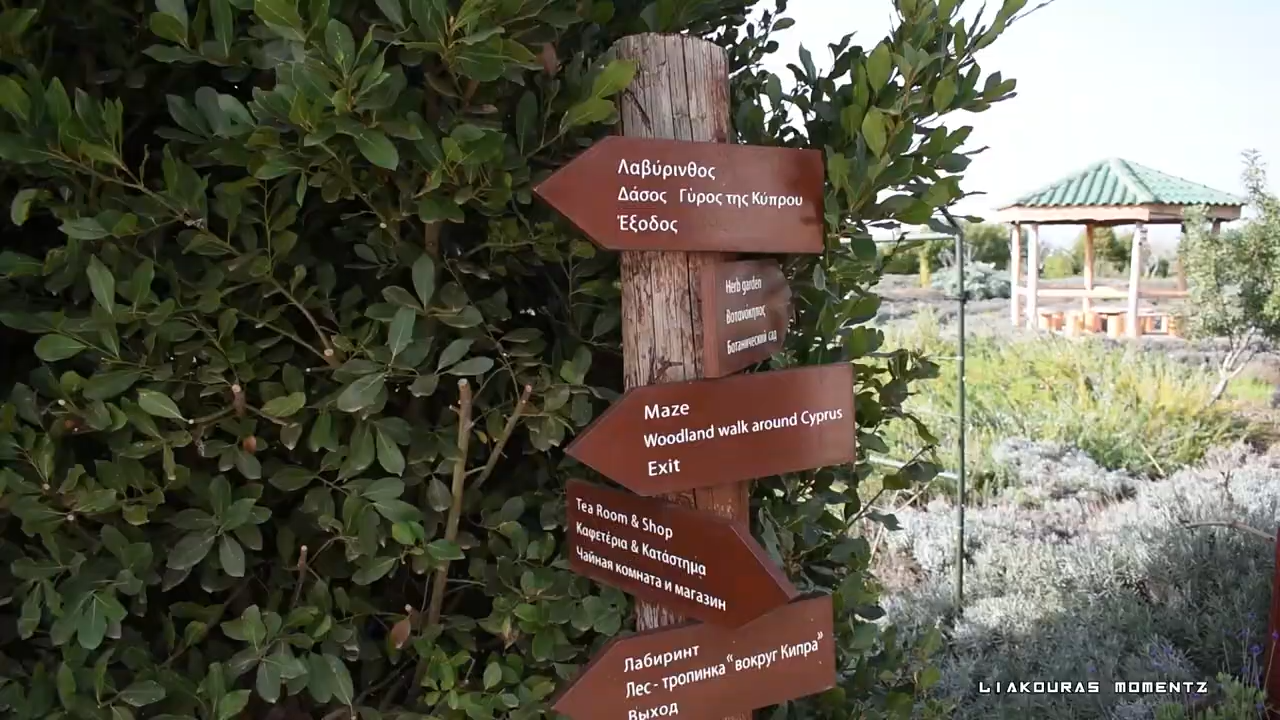 Λαβύρινθος
Δάσος Γύρος της Κύπρου
Έξοδος
Herb garden
Βοτανόκηπος
Ботанический сад
Maze
Woodland walk around Cyprus
Exit
Tea Room & Shop
Καφετέρια & Κατάστημα
Чайная комната и магазин
Лабиринт
Лес - тропинка “вокруг Кипра”
Выход
LIAKOURAS MOMENTZ